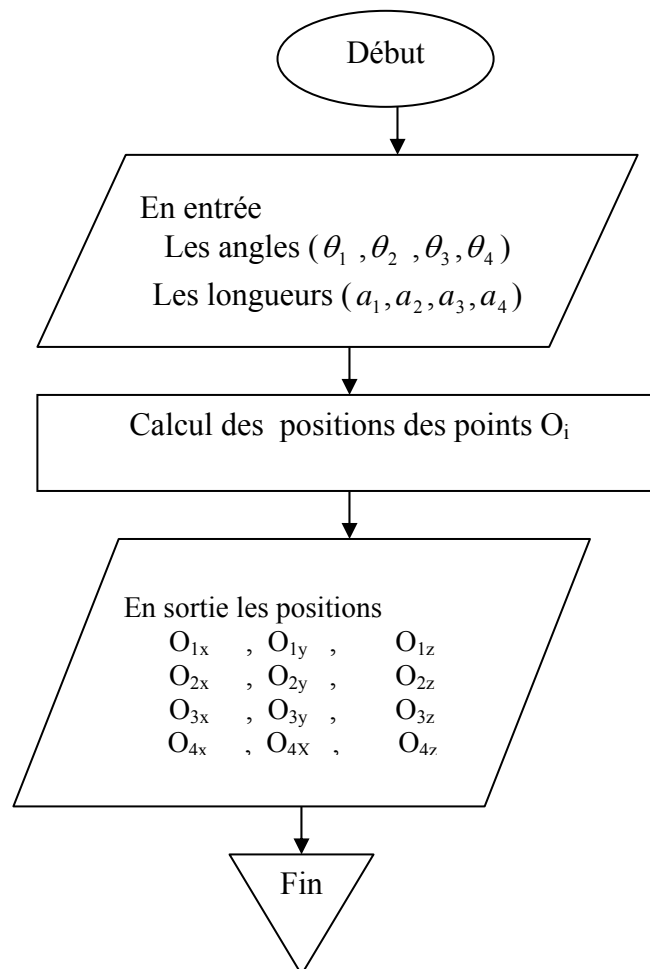 Début
En entrée
Les angles (θ₁ ,θ₂ ,θ₃,θ₄)
Les longueurs (a₁,a₂,a₃,a₄)
Calcul des positions des points Oᵢ
En sortie les positions
O1x , O1y , O1z
O2x , O2y , O2z
O3x , O3y , O3z
O4x , O4X , O4z
Fin